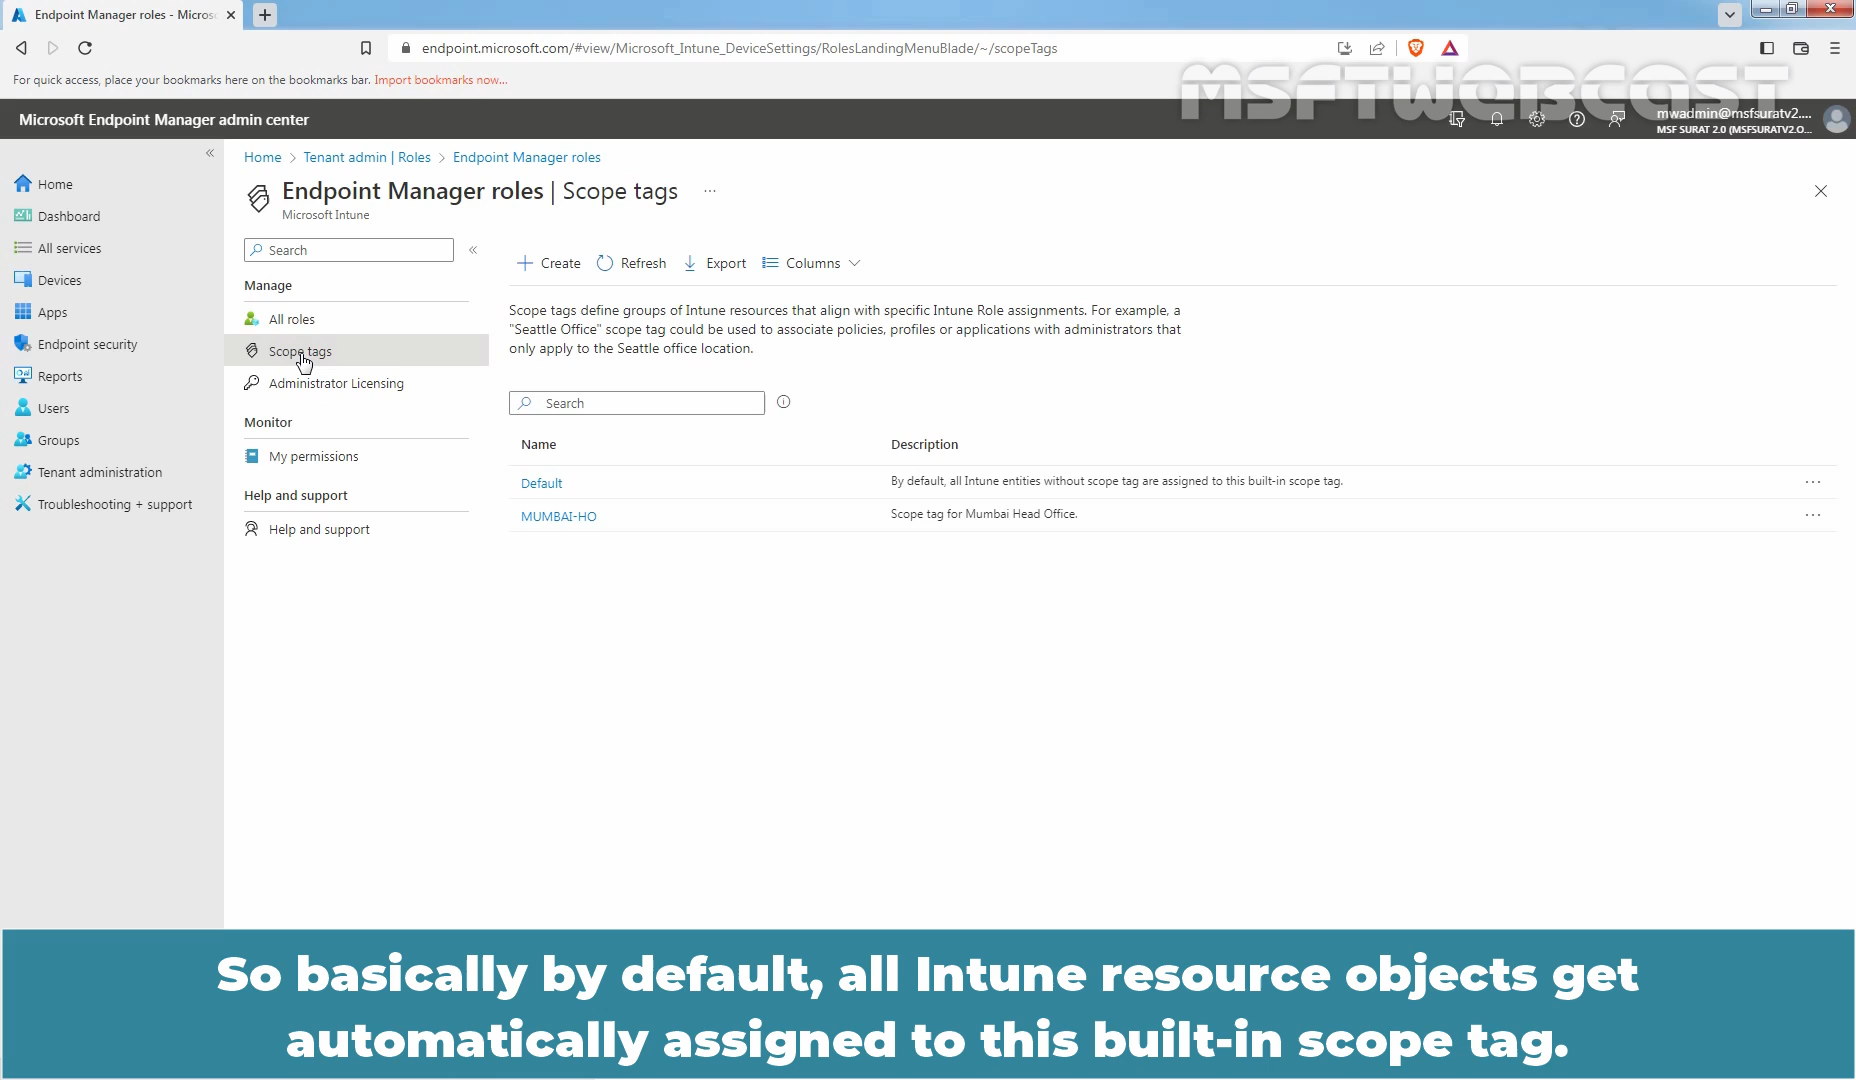 Endpoint Manager roles - Micros
endpoint.microsoft.com/#view/Microsoft_Intune_DeviceSettings/RolesLandingMenuBlade/~/scopeTags
For quick access, place your bookmarks here on the bookmarks bar. Import bookmarks now...
MSFTWEBCAST
Microsoft Endpoint Manager admin center
mwadmin@msfsuratv2....
MSF SURAT 2.0 (MSFSURATV2.O...
Home > Tenant admin | Roles > Endpoint Manager roles
Endpoint Manager roles | Scope tags ...
Microsoft Intune
Home
Dashboard
All services
Devices
Apps
Endpoint security
Reports
Users
Groups
Tenant administration
Troubleshooting + support
Search
Manage
All roles
Scope tags
Administrator Licensing
Monitor
My permissions
Help and support
Help and support
Create Refresh Export Columns
Scope tags define groups of Intune resources that align with specific Intune Role assignments. For example, a
"Seattle Office" scope tag could be used to associate policies, profiles or applications with administrators that
only apply to the Seattle office location.
Search
Name Description
Default By default, all Intune entities without scope tag are assigned to this built-in scope tag. ...
MUMBAI-HO Scope tag for Mumbai Head Office. ...
So basically by default, all Intune resource objects get
automatically assigned to this built-in scope tag.